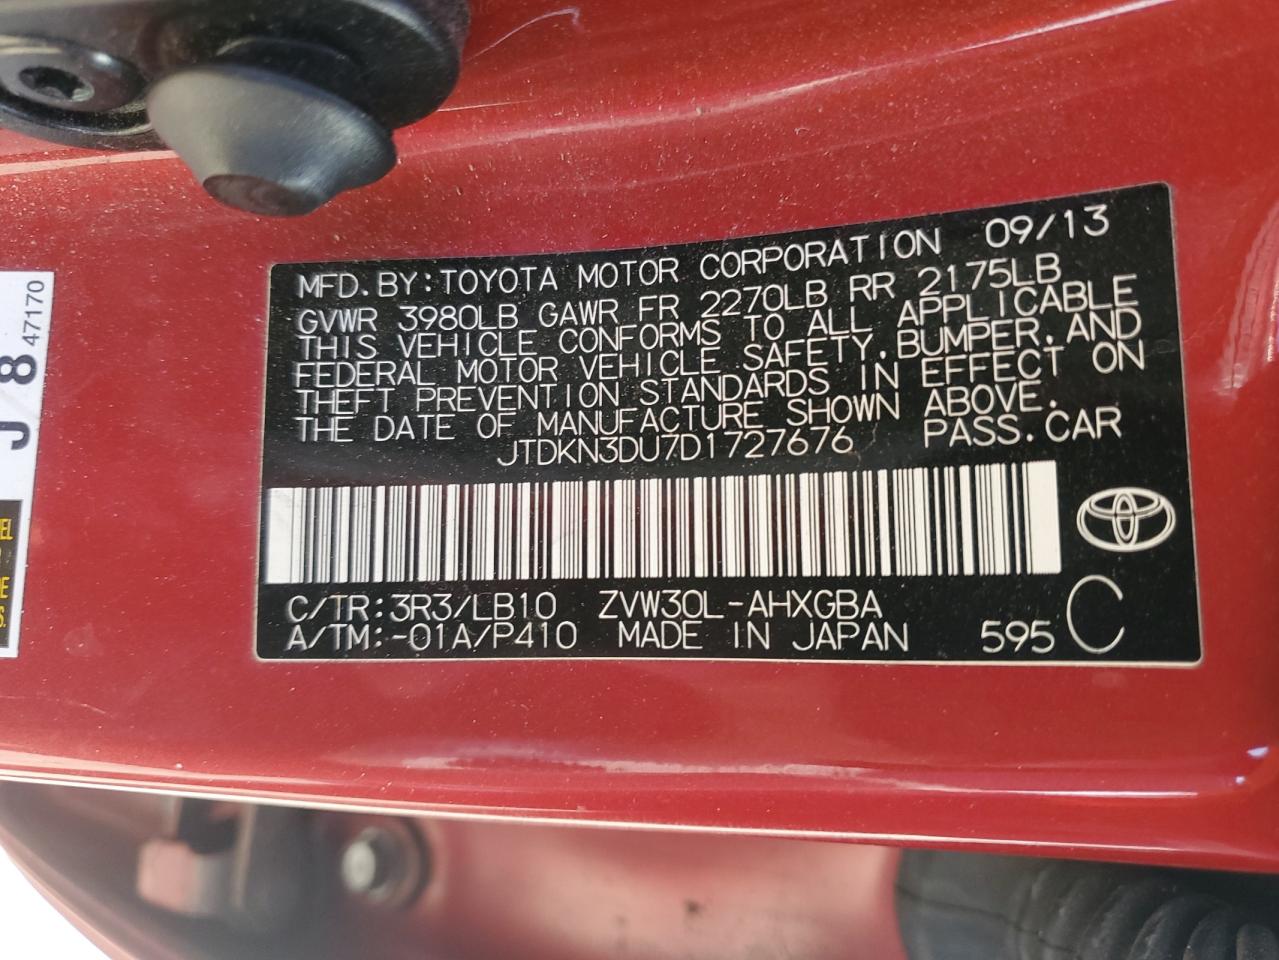 MFD. BY: TOYOTA MOTOR CORPORATION 09/13
GVWR 3980LB GAWR FR 2270LB RR 2175LB
THIS VEHICLE CONFORMS TO ALL APPLICABLE
FEDERAL MOTOR VEHICLE SAFETY, BUMPER, AND
THEFT PREVENTION STANDARDS IN EFFECT ON
THE DATE OF MANUFACTURE SHOWN ABOVE.
JTDKN3DU7D1727676 PASS. CAR
C/TR: 3R3/LB10 ZVW30L-AHXGBA
A/TM: -01A/P410 MADE IN JAPAN 595 C
J8
47170